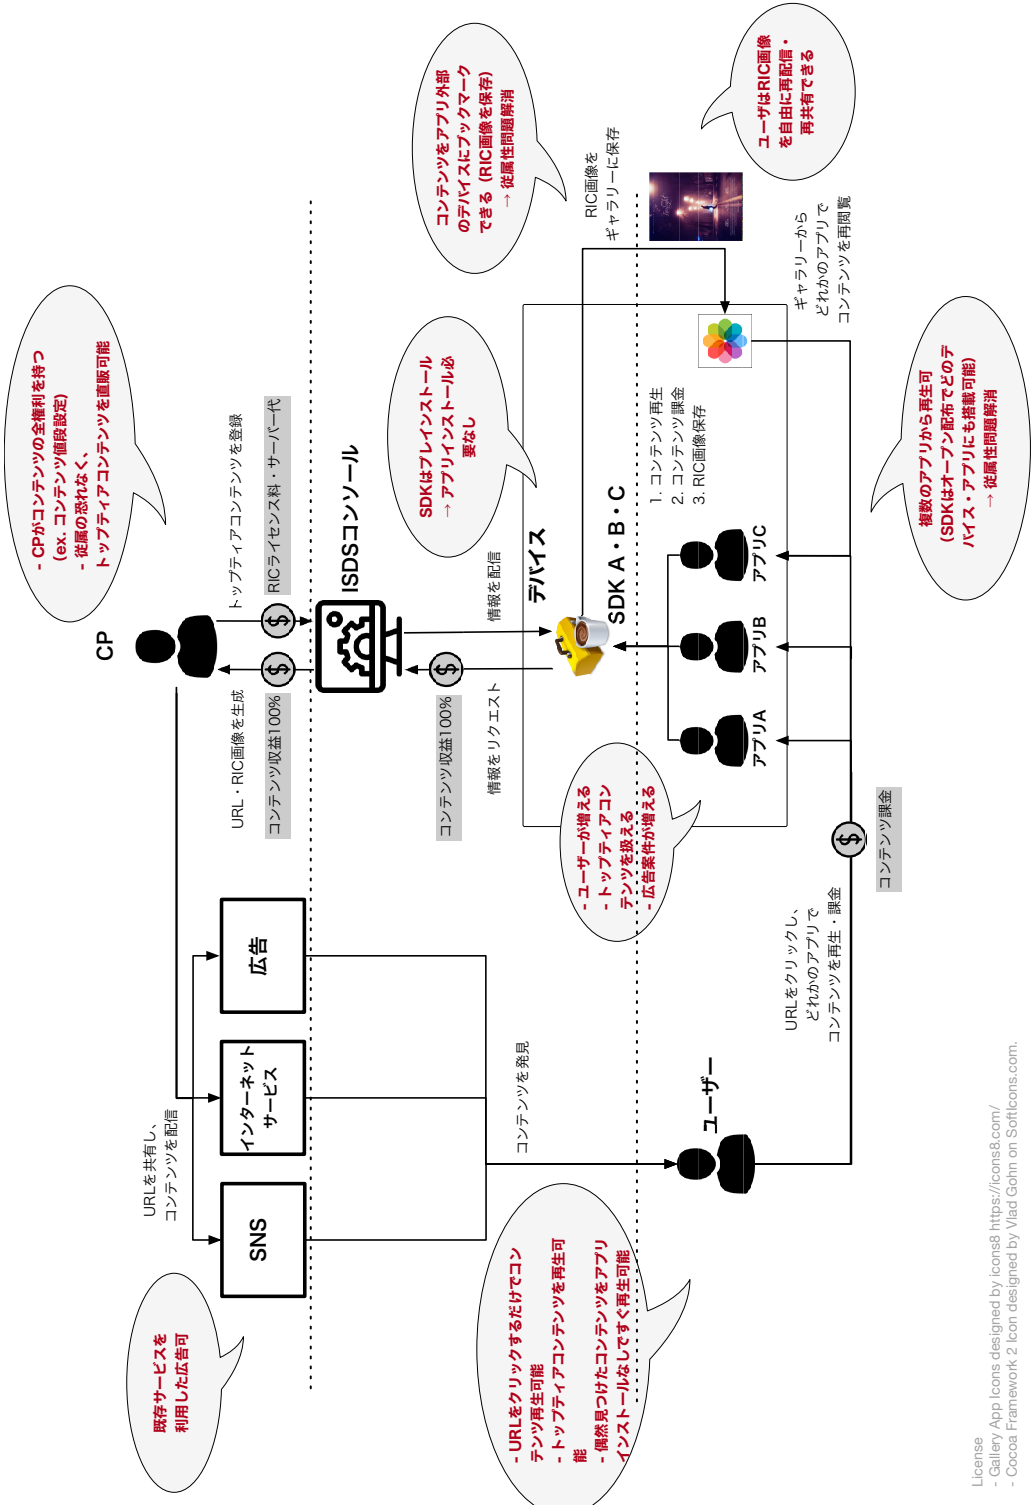 既存サービスを
利用した広告可
URLを共有し、
コンテンツを配信
SNS
インターネット
サービス
広告
- CPがコンテンツの全権利を持つ
(ex. コンテンツ値段設定)
- 従属の恐れなく、
トップティアコンテンツを直販可能
CP
URL・RIC画像を生成
コンテンツ収益100%
トップティアコンテンツを登録
RICライセンス料・サーバー代
ISDSコンソール
コンテンツ収益100%
情報をリクエスト
情報を配信
SDKはプレインストール
→ アプリインストール必
要なし
コンテンツをアプリ外部
のデバイスにブックマーク
できる（RIC画像を保存）
→ 従属性問題解消
デバイス
SDK A・B・C
RIC画像を
ギャラリーに保存
1. コンテンツ再生
2. コンテンツ課金
3. RIC画像保存
ユーザはRIC画像
を自由に再配信・
再共有できる
- ユーザーが増える
- トップティアコン
テンツを扱える
- 広告案件が増える
アプリA
アプリB
アプリC
ギャラリーから
どれかのアプリで
コンテンツを再閲覧
コンテンツを発見
- URLをクリックするだけでコン
テンツ再生可能
- トップティアコンテンツを再生可
能
- 偶然見つけたコンテンツをアプリ
インストールなしですぐ再生可能
ユーザー
URLをクリックし、
どれかのアプリで
コンテンツを再生・課金
コンテンツ課金
複数のアプリから再生可
(SDKはオープン配布でどのデ
バイス・アプリにも搭載可能)
→ 従属性問題解消
License
- Gallery App Icons designed by icons8 https://icons8.com/
- Cocoa Framework 2 Icon designed by Vlad Gohn on SoftIcons.com.